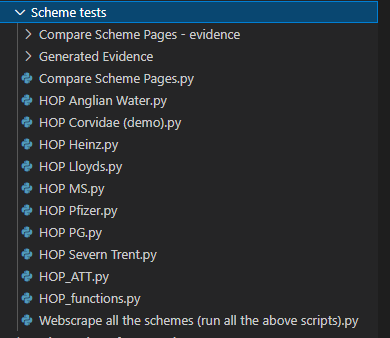 Scheme tests
Compare Scheme Pages - evidence
Generated Evidence
Compare Scheme Pages.py
HOP Anglian Water.py
HOP Corvidae (demo).py
HOP Heinz.py
HOP Lloyds.py
HOP MS.py
HOP Pfizer.py
HOP PG.py
HOP Severn Trent.py
HOP_ATT.py
HOP_functions.py
Webscrape all the schemes (run all the above scripts).py